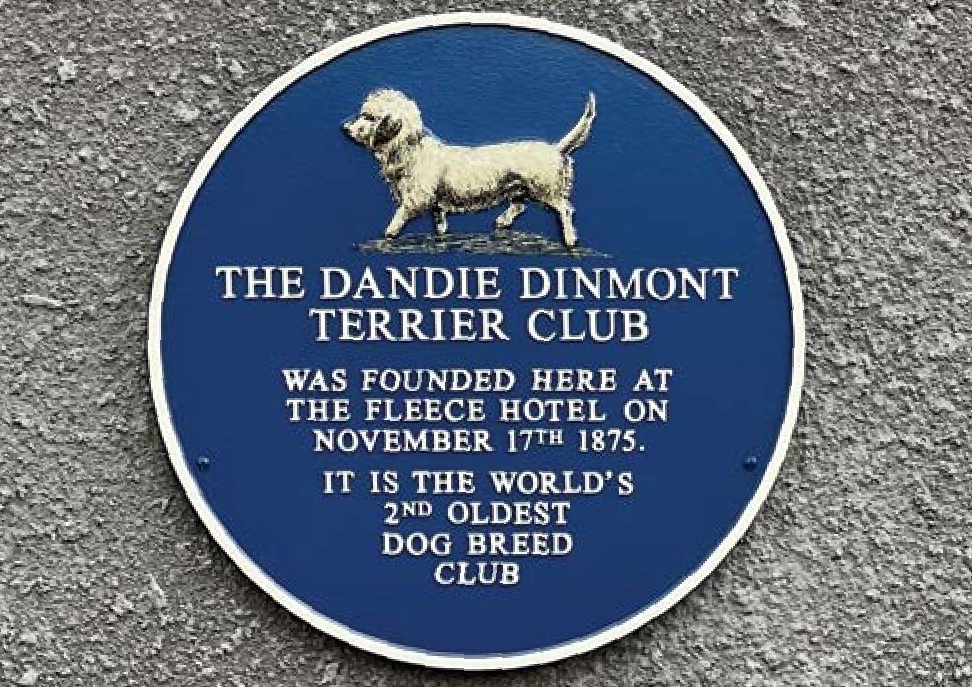 THE DANDIE DINMONT
TERRIER CLUB
WAS FOUNDED HERE AT
THE FLEECE HOTEL ON
NOVEMBER 17TH 1875.
IT IS THE WORLD'S
2ND OLDEST
DOG BREED
CLUB